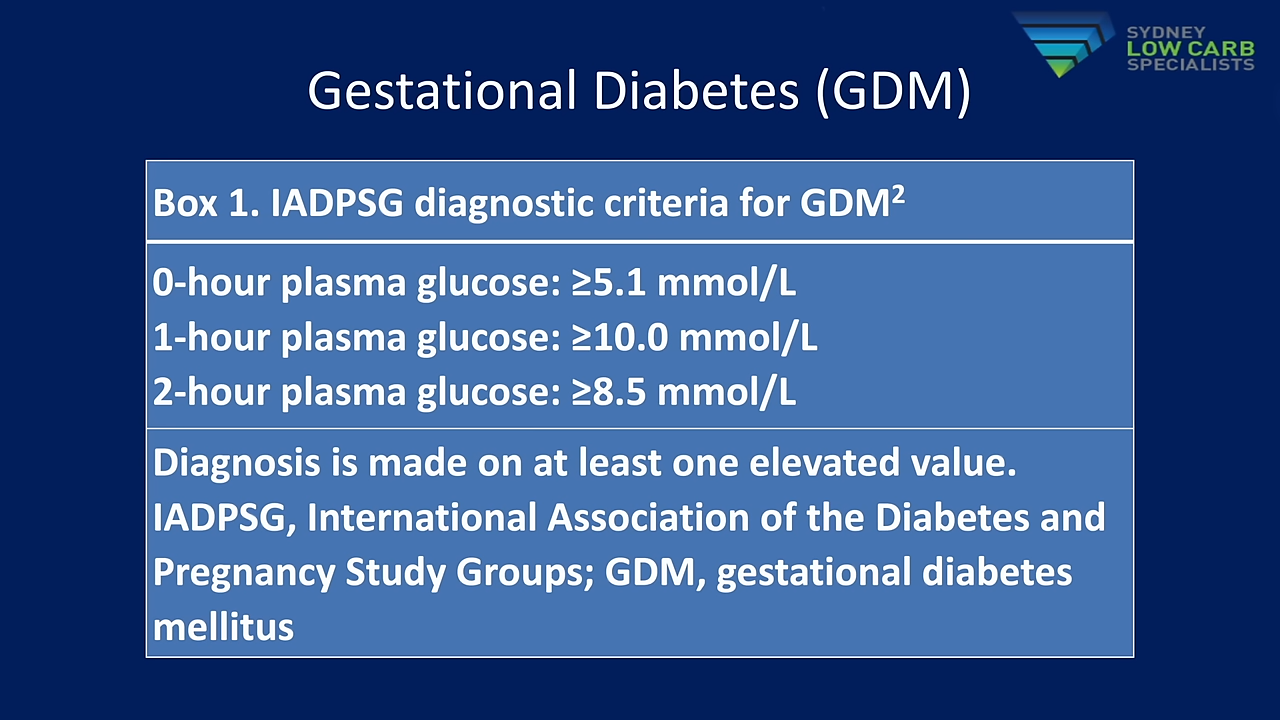 SYDNEY
LOW CARB
SPECIALISTS
Gestational Diabetes (GDM)
Box 1. IADPSG diagnostic criteria for GDM²
0-hour plasma glucose: ≥5.1 mmol/L
1-hour plasma glucose: ≥10.0 mmol/L
2-hour plasma glucose: ≥8.5 mmol/L
Diagnosis is made on at least one elevated value.
IADPSG, International Association of the Diabetes and
Pregnancy Study Groups; GDM, gestational diabetes
mellitus